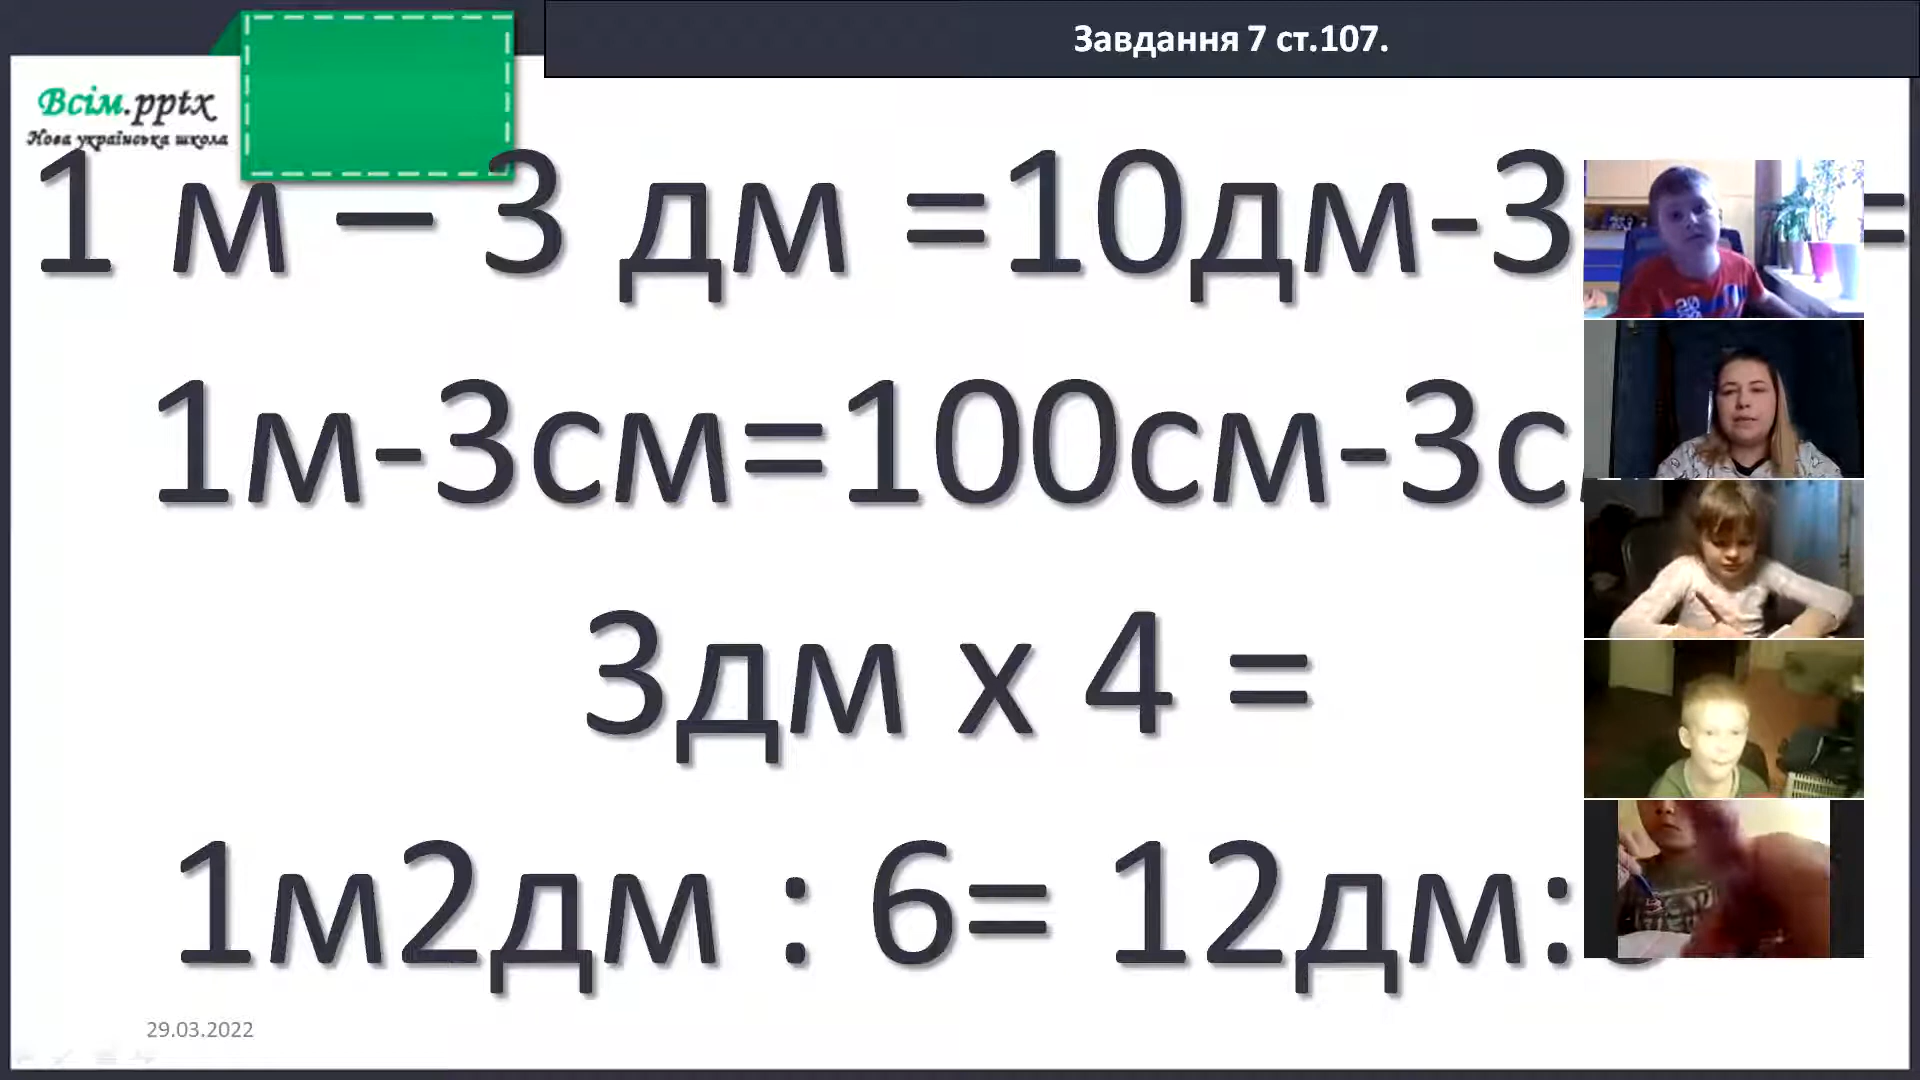 Завдання 7 ст.107.
Всім.pptx
Нова українська школа
1 м – 3 дм =10дм-3 =
1м-3см=100см-3с
3дм х 4 =
1м2дм : 6= 12дм:
29.03.2022